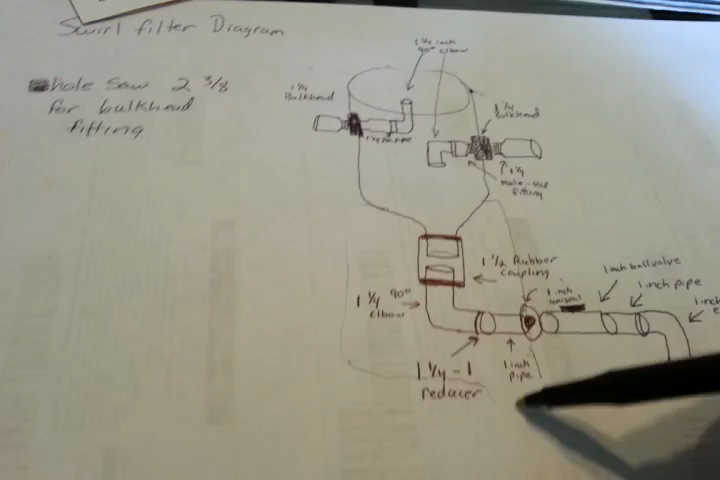 Swirl filter Diagram
hole saw 2 3/8
for bulkhead
fitting
1 1/4 inch
90° elbow
1 1/4
Bulkhead
1 1/4
Bulkhead
1 1/4 pvc pipe
1 1/4
male-slip
fitting
1 1/2 Rubber
coupling
1 1/4 90°
Elbow
1 inch
1 inch ballvalve
1 inch pipe
1 inch
1 1/4 - 1
reducer
1 inch
pipe